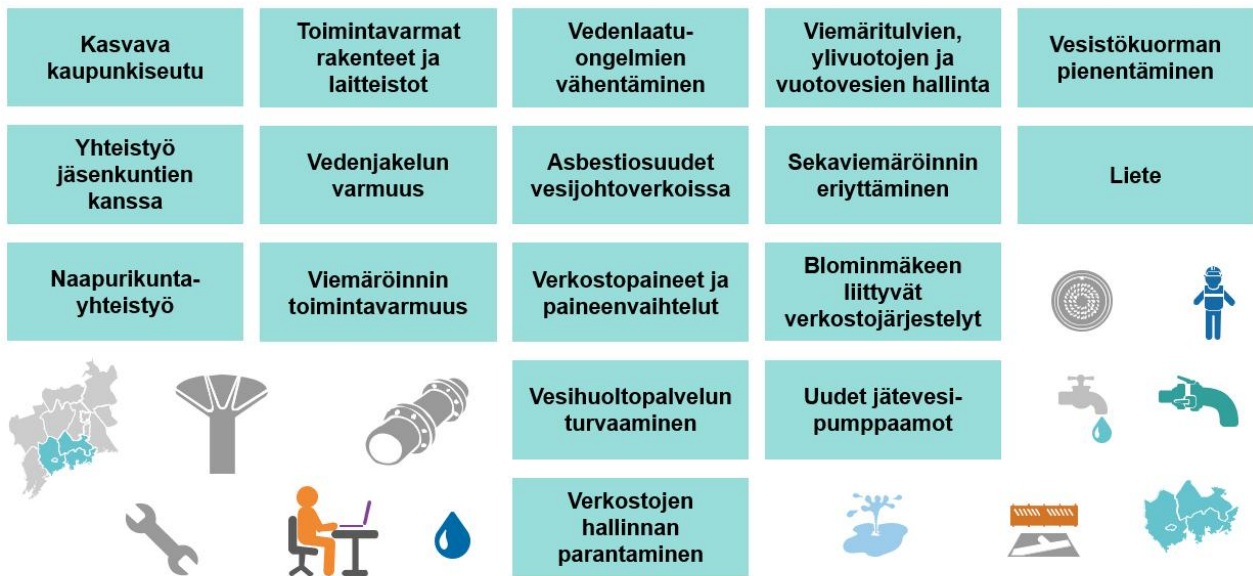 Kasvava
kaupunkiseutu
Toimintavarmat
rakenteet ja
laitteistot
Vedenlaatu-
ongelmien
vähentäminen
Viemäritulvien,
ylivuotojen ja
vuotovesien hallinta
Vesistökuorman
pienentäminen
Yhteistyö
jäsenkuntien
kanssa
Vedenjakelun
varmuus
Asbestiosuudet
vesijohtoverkoissa
Sekaviemäröinnin
eriyttäminen
Liete
Naapurikunta-
yhteistyö
Viemäröinnin
toimintavarmuus
Verkostopaineet ja
paineenvaihtelut
Blominmäkeen
liittyvät
verkostojärjestelyt
Vesihuoltopalvelun
turvaaminen
Uudet jätevesi-
pumppaamot
Verkostojen
hallinnan
parantaminen